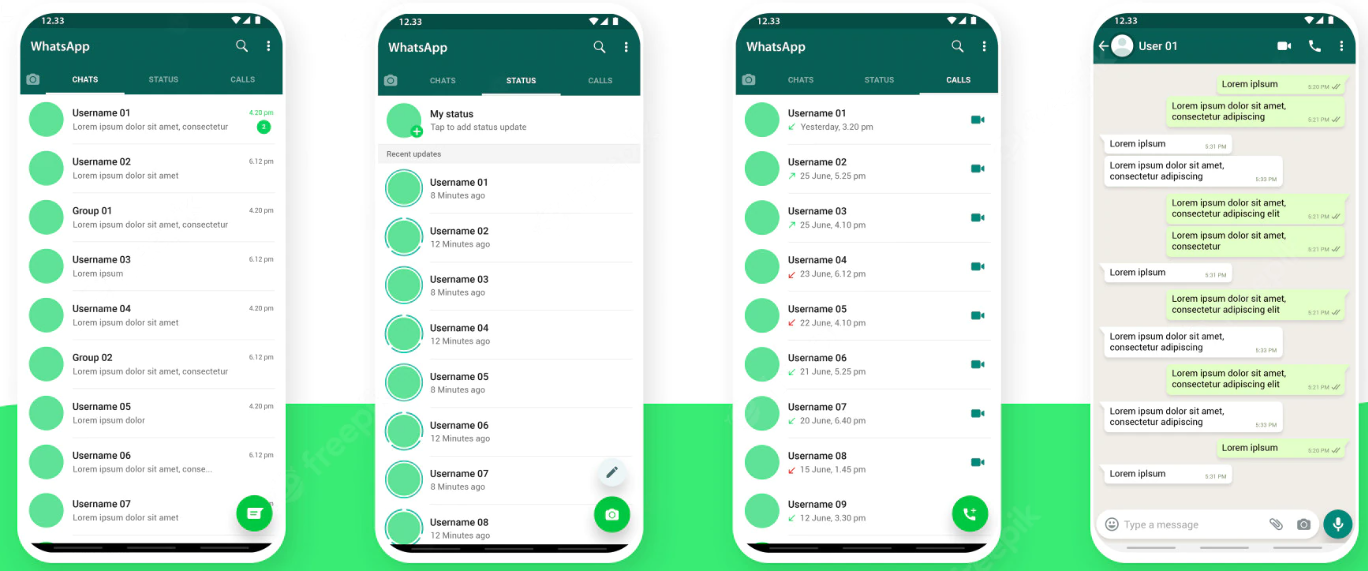 12.33
WhatsApp
CHATS STATUS CALLS
Username 01 4.20 pm
Lorem ipsum dolor sit amet, consectetur 2
Username 02 6.12 pm
Lorem ipsum dolor sit amet
Group 01 4.20 pm
Lorem ipsum dolor sit amet, consectetur
Username 03 6.12 pm
Lorem ipsum
Username 04 4.20 pm
Lorem ipsum dolor sit amet
Group 02 6.12 pm
Lorem ipsum dolor sit amet, consectetur
Username 05 4.20 pm
Lorem ipsum dolor
Username 06 6.12 pm
Lorem ipsum dolor sit amet, conse...
Username 07
Lorem ipsum dolor sit amet
12.33
WhatsApp
CHATS STATUS CALLS
My status
Tap to add status update
Recent updates
Username 01
8 Minutes ago
Username 02
12 Minutes ago
Username 03
8 Minutes ago
Username 04
12 Minutes ago
Username 05
8 Minutes ago
Username 06
12 Minutes ago
Username 07
8 Minutes ago
Username 08
12 Minutes ago
12.33
WhatsApp
CHATS STATUS CALLS
Username 01
Yesterday, 3.20 pm
Username 02
25 June, 5.25 pm
Username 03
25 June, 4.10 pm
Username 04
23 June, 6.12 pm
Username 05
22 June, 4.10 pm
Username 06
21 June, 5.25 pm
Username 07
20 June, 6.40 pm
Username 08
15 June, 1.45 pm
Username 09
12 June, 3.30 pm
12.33
User 01
Lorem iplsum 5:20 PM
Lorem ipsum dolor sit amet,
consectetur adipiscing 5:21 PM
Lorem iplsum 5:31 PM
Lorem ipsum dolor sit amet,
consectetur adipiscing 5:33 PM
Lorem ipsum dolor sit amet,
consectetur adipiscing elit 5:21 PM
Lorem ipsum dolor sit amet,
consectetur 5:21 PM
Lorem iplsum 5:31 PM
Lorem ipsum dolor sit amet,
consectetur adipiscing elit 5:21 PM
Lorem ipsum dolor sit amet,
consectetur adipiscing 5:33 PM
Lorem ipsum dolor sit amet,
consectetur adipiscing elit 5:21 PM
Lorem ipsum dolor sit amet,
consectetur adipiscing 5:33 PM
Lorem iplsum 5:20 PM
Lorem iplsum 5:31 PM
Type a message